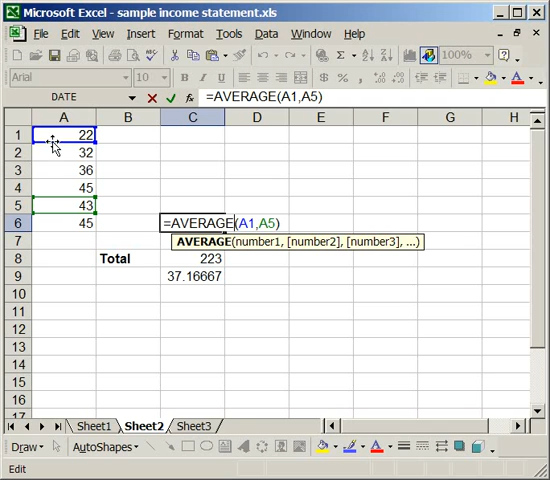 Microsoft Excel - sample income statement.xls
File Edit View Insert Format Tools Data Window Help
100%
Arial 10 B I U $ % ,
DATE =AVERAGE(A1,A5)
A B C D E F G H
1 22
2 32
3 36
4 45
5 43
6 45 =AVERAGE(A1,A5)
7 AVERAGE(number1, [number2], [number3], ...)
8 Total 223
9 37.16667
10
11
12
13
14
15
16
17
Sheet1 Sheet2 Sheet3
Draw AutoShapes
Edit